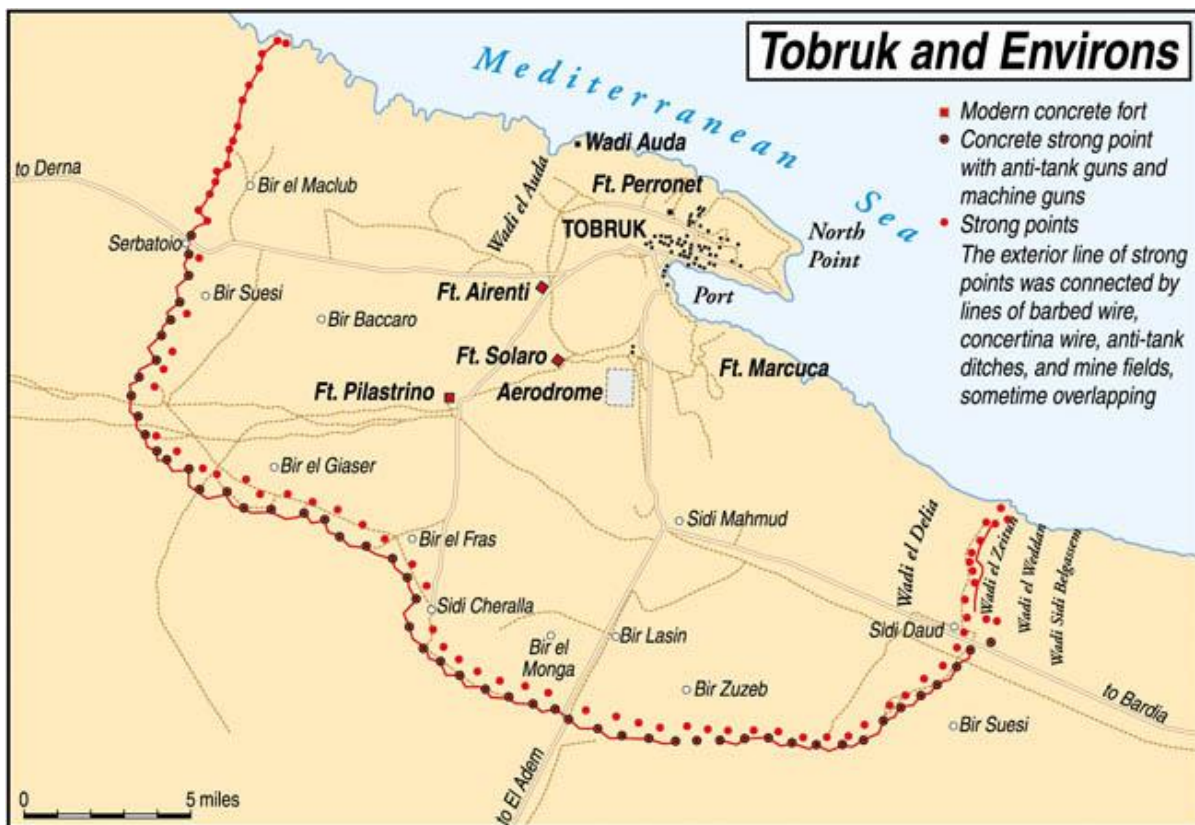 Tobruk and Environs
Mediterranean Sea
Modern concrete fort
Concrete strong point
with anti-tank guns and
machine guns
Strong points
The exterior line of strong
points was connected by
lines of barbed wire,
concertina wire, anti-tank
ditches, and mine fields,
sometime overlapping
to Derna
Bir el Maclub
Wadi el Auda
Wadi Auda
Ft. Perronet
TOBRUK
North
Point
Serbatoio
Port
Bir Suesi
Ft. Airenti
Bir Baccaro
Ft. Solaro
Ft. Marcuca
Ft. Pilastrino
Aerodrome
Bir el Giaser
Sidi Mahmud
Bir el Fras
Wadi el Delia
Wadi el Zeitun
Wadi el Weddan
Wadi Sidi Belgassem
Sidi Cheralla
Sidi Daud
Bir el
Monga
Bir Lasin
Bir Zuzeb
to Bardia
Bir Suesi
to El Adem
0 5 miles